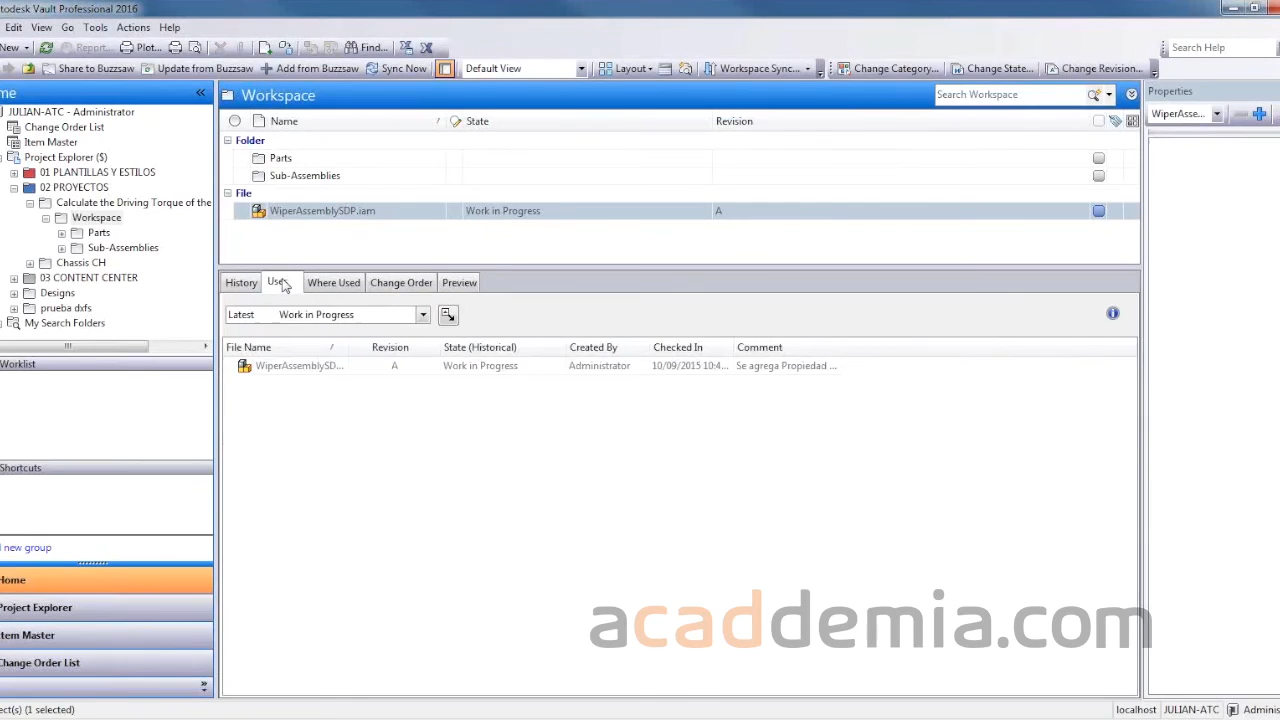 utodesk Vault Professional 2016
Edit View Go Tools Actions Help
New Report... Plot... Find... Search Help
Share to Buzzsaw Update from Buzzsaw Add from Buzzsaw Sync Now Default View Layout Workspace Sync... Change Category... Change State... Change Revision...
me
JULIAN-ATC - Administrator
Change Order List
Item Master
Project Explorer ($)
01 PLANTILLAS Y ESTILOS
02 PROYECTOS
Calculate the Driving Torque of the
Workspace
Parts
Sub-Assemblies
Chassis CH
03 CONTENT CENTER
Designs
prueba dxfs
My Search Folders
Worklist
Shortcuts
new group
Home
Project Explorer
Item Master
Change Order List
Workspace Search Workspace
Name State Revision
Folder
Parts
Sub-Assemblies
File
WiperAssemblySDP.iam Work in Progress A
History Uses Where Used Change Order Preview
Latest Work in Progress
File Name Revision State (Historical) Created By Checked In Comment
WiperAssemblySD... A Work in Progress Administrator 10/09/2015 10:4... Se agrega Propiedad ...
Properties
WiperAsse...
acaddemia.com
ect(s) (1 selected) localhost JULIAN-ATC Adminis